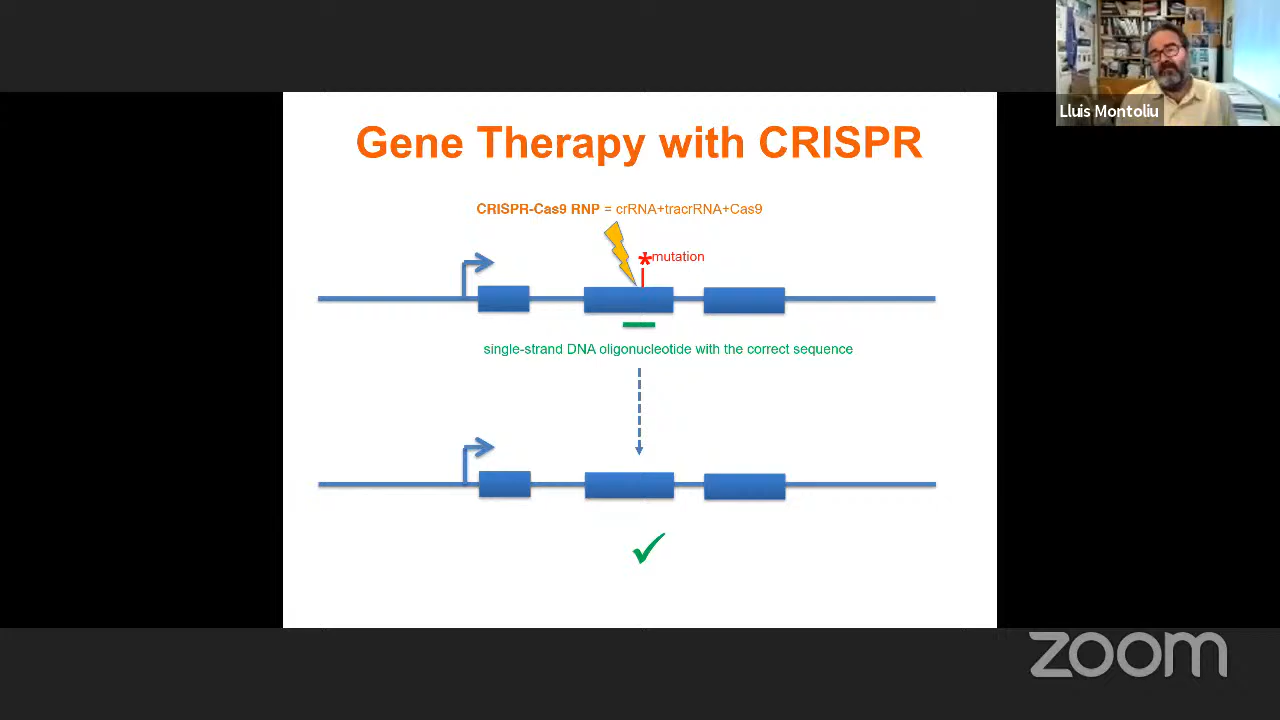 Lluis Montoliu
Gene Therapy with CRISPR
CRISPR-Cas9 RNP = crRNA+tracrRNA+Cas9
*mutation
single-strand DNA oligonucleotide with the correct sequence
zoom